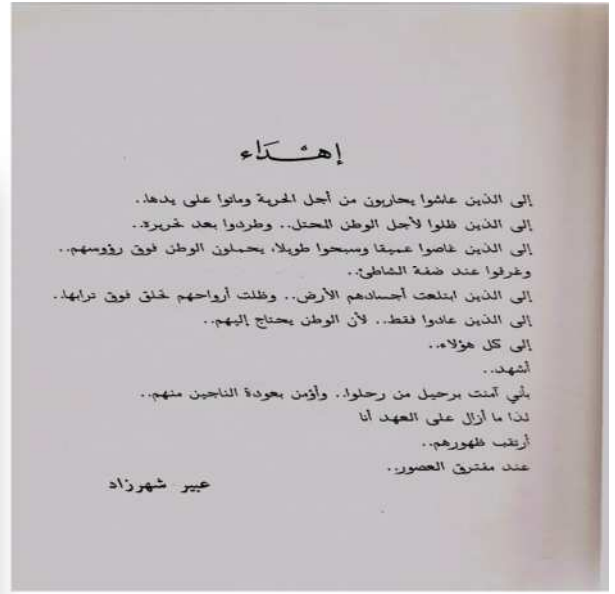 إهـــداء
إلى الذين عاشوا يحاربون من أجل الحرية وماتوا على يدها..
إلى الذين ظلوا لأجل الوطن المحتل.. وطردوا بعد تحريره..
إلى الذين غاصوا عميقا وسبحوا طويلا، يحملون الوطن فوق رؤوسهم..
وغرقوا عند ضفة الشاطئ..
إلى الذين ابتلعت أجسادهم الأرض.. وظلت أرواحهم تحلق فوق ترابها..
إلى الذين عادوا فقط.. لأن الوطن يحتاج إليهم..
إلى كل هؤلاء..
أشهد..
بأني آمنت برحيل من رحلوا.. وأؤمن بعودة الناجين منهم..
لذا ما أزال على العهد أنا
أرتقب ظهورهم..
عند مفترق العصور..
عبير شهرزاد